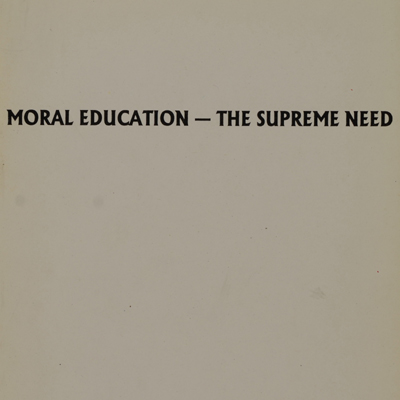 MORAL EDUCATION — THE SUPREME NEED